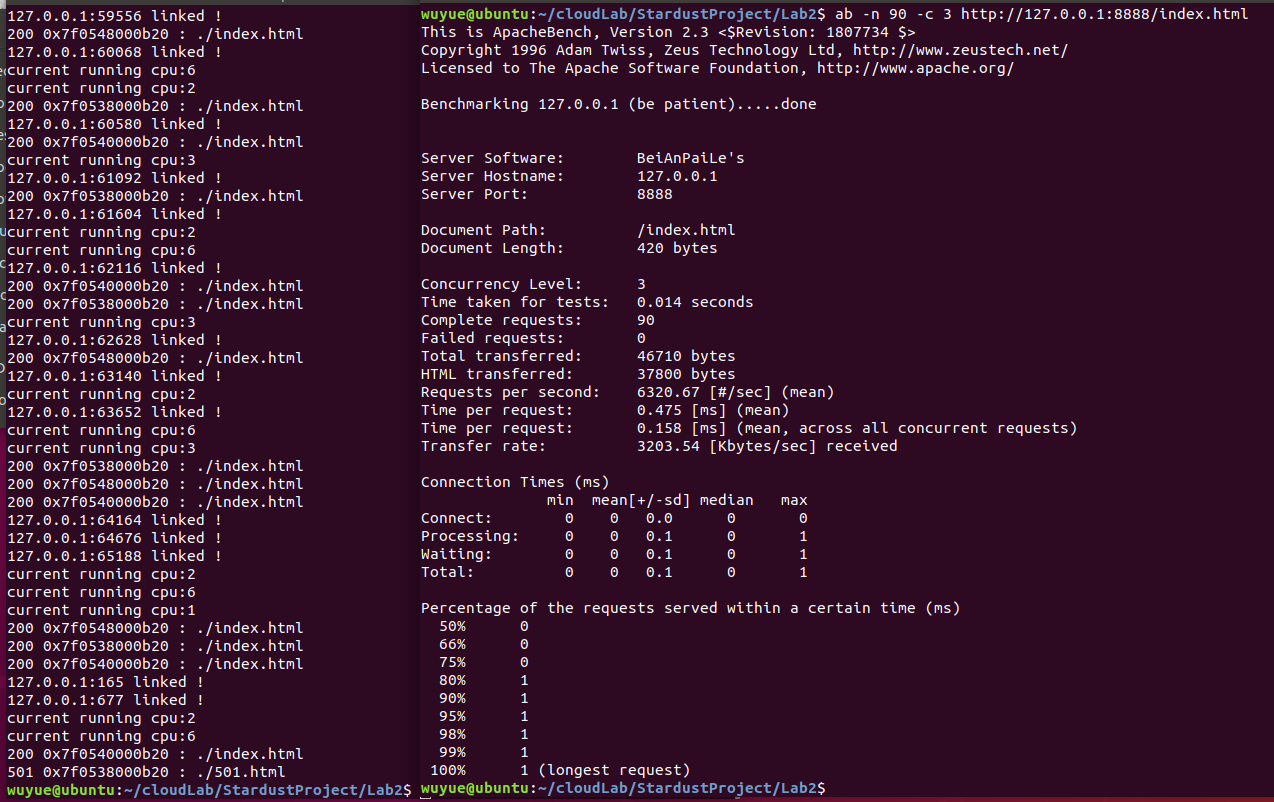 127.0.0.1:59556 linked !
200 0x7f0548000b20 : ./index.html
127.0.0.1:60068 linked !
current running cpu:6
current running cpu:2
200 0x7f0538000b20 : ./index.html
127.0.0.1:60580 linked !
200 0x7f0540000b20 : ./index.html
current running cpu:3
127.0.0.1:61092 linked !
200 0x7f0538000b20 : ./index.html
127.0.0.1:61604 linked !
current running cpu:2
current running cpu:6
127.0.0.1:62116 linked !
200 0x7f0540000b20 : ./index.html
200 0x7f0538000b20 : ./index.html
current running cpu:3
127.0.0.1:62628 linked !
200 0x7f0548000b20 : ./index.html
127.0.0.1:63140 linked !
current running cpu:2
127.0.0.1:63652 linked !
current running cpu:6
current running cpu:3
200 0x7f0538000b20 : ./index.html
200 0x7f0548000b20 : ./index.html
200 0x7f0540000b20 : ./index.html
127.0.0.1:64164 linked !
127.0.0.1:64676 linked !
127.0.0.1:65188 linked !
current running cpu:2
current running cpu:6
current running cpu:1
200 0x7f0548000b20 : ./index.html
200 0x7f0538000b20 : ./index.html
200 0x7f0540000b20 : ./index.html
127.0.0.1:165 linked !
127.0.0.1:677 linked !
current running cpu:2
current running cpu:6
200 0x7f0540000b20 : ./index.html
501 0x7f0538000b20 : ./501.html
wuyue@ubuntu:~/cloudLab/StardustProject/Lab2$
wuyue@ubuntu:~/cloudLab/StardustProject/Lab2$ ab -n 90 -c 3 http://127.0.0.1:8888/index.html
This is ApacheBench, Version 2.3 <$Revision: 1807734 $>
Copyright 1996 Adam Twiss, Zeus Technology Ltd, http://www.zeustech.net/
Licensed to The Apache Software Foundation, http://www.apache.org/
Benchmarking 127.0.0.1 (be patient).....done
Server Software: BeiAnPaiLe's
Server Hostname: 127.0.0.1
Server Port: 8888
Document Path: /index.html
Document Length: 420 bytes
Concurrency Level: 3
Time taken for tests: 0.014 seconds
Complete requests: 90
Failed requests: 0
Total transferred: 46710 bytes
HTML transferred: 37800 bytes
Requests per second: 6320.67 [#/sec] (mean)
Time per request: 0.475 [ms] (mean)
Time per request: 0.158 [ms] (mean, across all concurrent requests)
Transfer rate: 3203.54 [Kbytes/sec] received
Connection Times (ms)
min mean[+/-sd] median max
Connect: 0 0 0.0 0 0
Processing: 0 0 0.1 0 1
Waiting: 0 0 0.1 0 1
Total: 0 0 0.1 0 1
Percentage of the requests served within a certain time (ms)
50% 0
66% 0
75% 0
80% 1
90% 1
95% 1
98% 1
99% 1
100% 1 (longest request)
wuyue@ubuntu:~/cloudLab/StardustProject/Lab2$